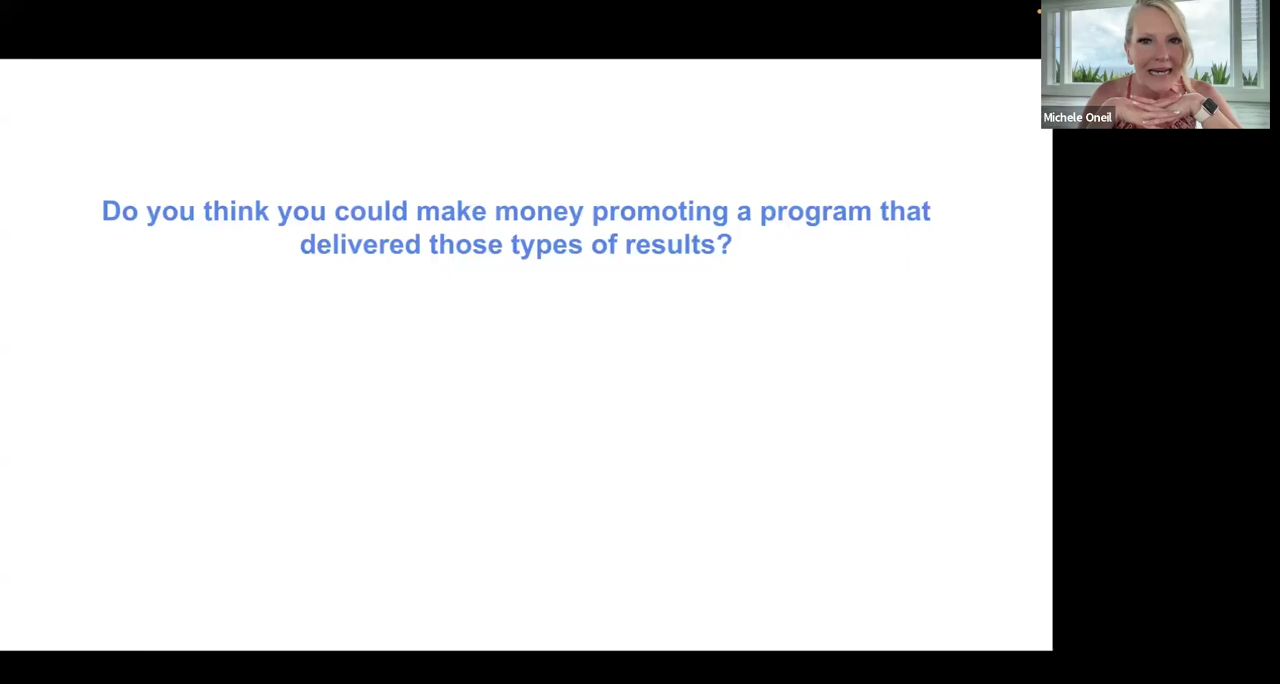 Do you think you could make money promoting a program that
delivered those types of results?
Michele Oneil